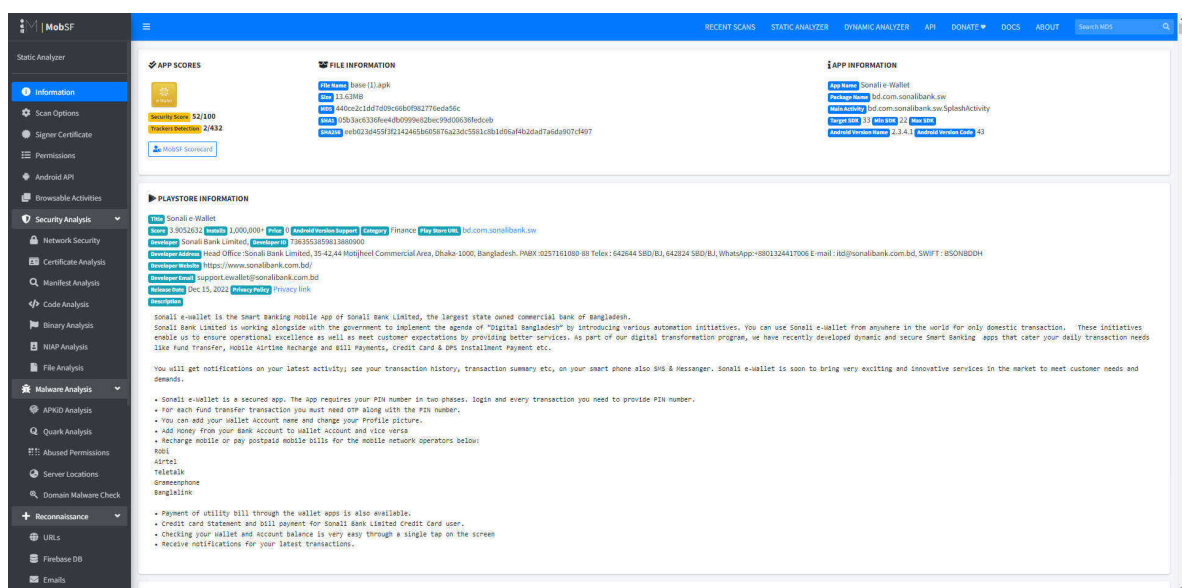 MobSF
RECENT SCANS STATIC ANALYZER DYNAMIC ANALYZER API DONATE ♥ DOCS ABOUT Search MD5
Static Analyzer
Information
Scan Options
Signer Certificate
Permissions
Android API
Browsable Activities
Security Analysis
Network Security
Certificate Analysis
Manifest Analysis
Code Analysis
Binary Analysis
NIAP Analysis
File Analysis
Malware Analysis
APKiD Analysis
Quark Analysis
Abused Permissions
Server Locations
Domain Malware Check
Reconnaissance
URLs
Firebase DB
Emails
APP SCORES
Security Score 52/100
Trackers Detection 2/432
MobSF Scorecard
FILE INFORMATION
File Name base (1).apk
Size 13.63MB
MD5 440ce2c1dd7d09c66b0f982776eda56c
SHA1 05b3ac6336fee4db0999e82bec99d00636fedceb
SHA256 eeb023d455f3f2142465b605876a23dc5581c8b1d06af4b2dad7a6da907cf497
APP INFORMATION
App Name Sonali e-Wallet
Package Name bd.com.sonalibank.sw
Main Activity bd.com.sonalibank.sw.SplashActivity
Target SDK 33 Min SDK 22 Max SDK
Android Version Name 2.3.4.1 Android Version Code 43
PLAYSTORE INFORMATION
Title Sonali e-Wallet
Score 3.9052632 Installs 1,000,000+ Price 0 Android Version Support Category Finance Play Store URL bd.com.sonalibank.sw
Developer Sonali Bank Limited, Developer ID 7363553859813880900
Developer Address Head Office :Sonali Bank Limited, 35-42,44 Motijheel Commercial Area, Dhaka-1000, Bangladesh. PABX :0257161080-88 Telex : 642644 SBD/BJ, 642824 SBD/BJ, WhatsApp:+8801324417006 E-mail : itd@sonalibank.com.bd, SWIFT : BSONBDDH
Developer Website https://www.sonalibank.com.bd/
Developer Email support.ewallet@sonalibank.com.bd
Release Date Dec 15, 2022 Privacy Policy Privacy link
Description
Sonali e-wallet is the Smart Banking Mobile App of Sonali Bank Limited, the largest state owned commercial bank of Bangladesh.
Sonali Bank Limited is working alongside with the government to implement the agenda of "Digital Bangladesh" by introducing various automation initiatives. You can use Sonali e-Wallet from anywhere in the world for only domestic transaction. These initiatives
enable us to ensure operational excellence as well as meet customer expectations by providing better services. As part of our digital transformation program, we have recently developed dynamic and secure Smart Banking apps that cater your daily transaction needs
like Fund Transfer, Mobile Airtime Recharge and Bill Payments, Credit Card & DPS Installment Payment etc.
You will get notifications on your latest activity; see your transaction history, transaction summary etc, on your smart phone also SMS & Messanger. Sonali e-wallet is soon to bring very exciting and innovative services in the market to meet customer needs and
demands.
• Sonali e-Wallet is a secured app. The App requires your PIN number in two phases. login and every transaction you need to provide PIN number.
• For each fund transfer transaction you must need OTP along with the PIN number.
• You can add your Wallet Account name and change your Profile picture.
• Add Money from your Bank Account to Wallet Account and vice versa
• Recharge mobile or pay postpaid mobile bills for the mobile network operators below:
Robi
Airtel
Teletalk
Grameenphone
Banglalink
• Payment of utility bill through the wallet apps is also available.
• Credit card Statement and bill payment for Sonali Bank Limited Credit Card user.
• Checking your Wallet and Account balance is very easy through a single tap on the screen
• Receive notifications for your latest transactions.